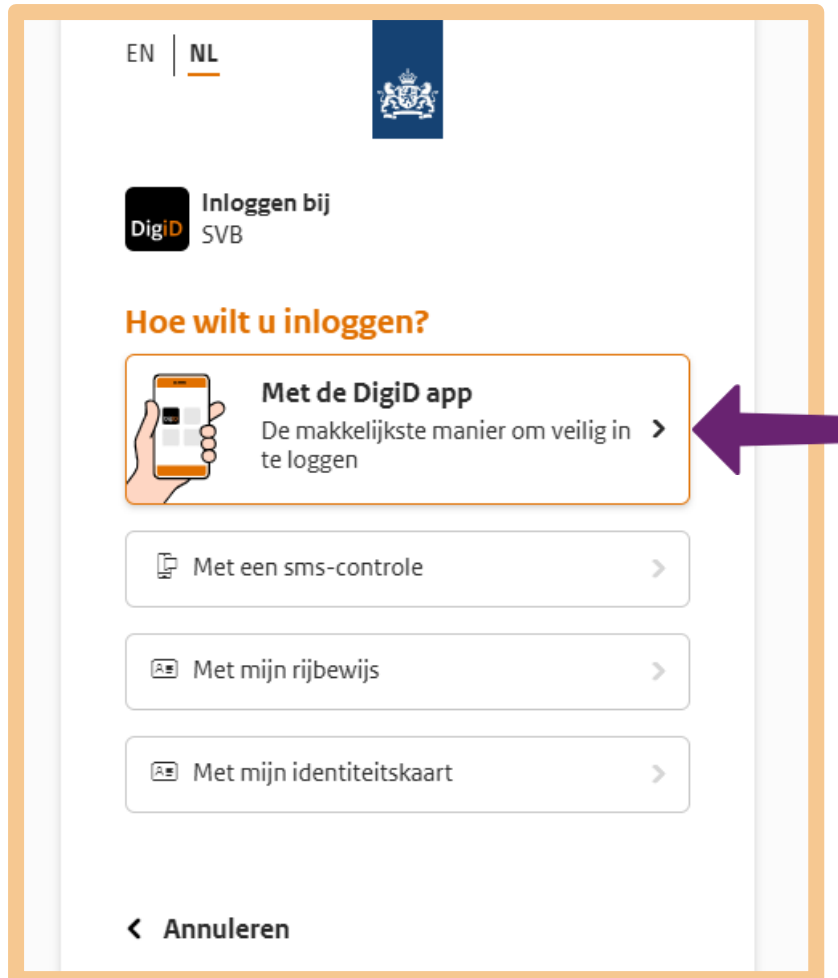 EN | NL
DigiD
Inloggen bij
SVB
Hoe wilt u inloggen?
Met de DigiD app
De makkelijkste manier om veilig in
te loggen
Met een sms-controle
Met mijn rijbewijs
Met mijn identiteitskaart
Annuleren